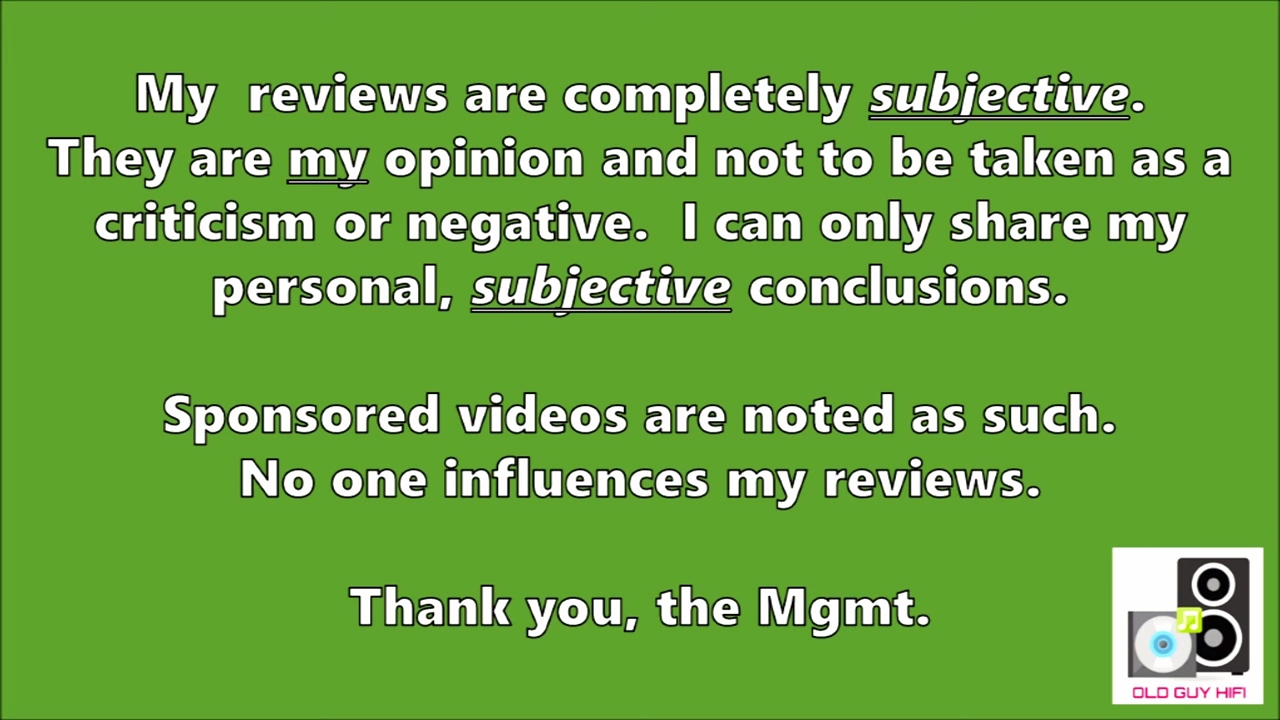 My  reviews are completely subjective.
They are my opinion and not to be taken as a
criticism or negative.  I can only share my
personal, subjective conclusions.
Sponsored videos are noted as such.
No one influences my reviews.
Thank you, the Mgmt.
OLD GUY HIFI